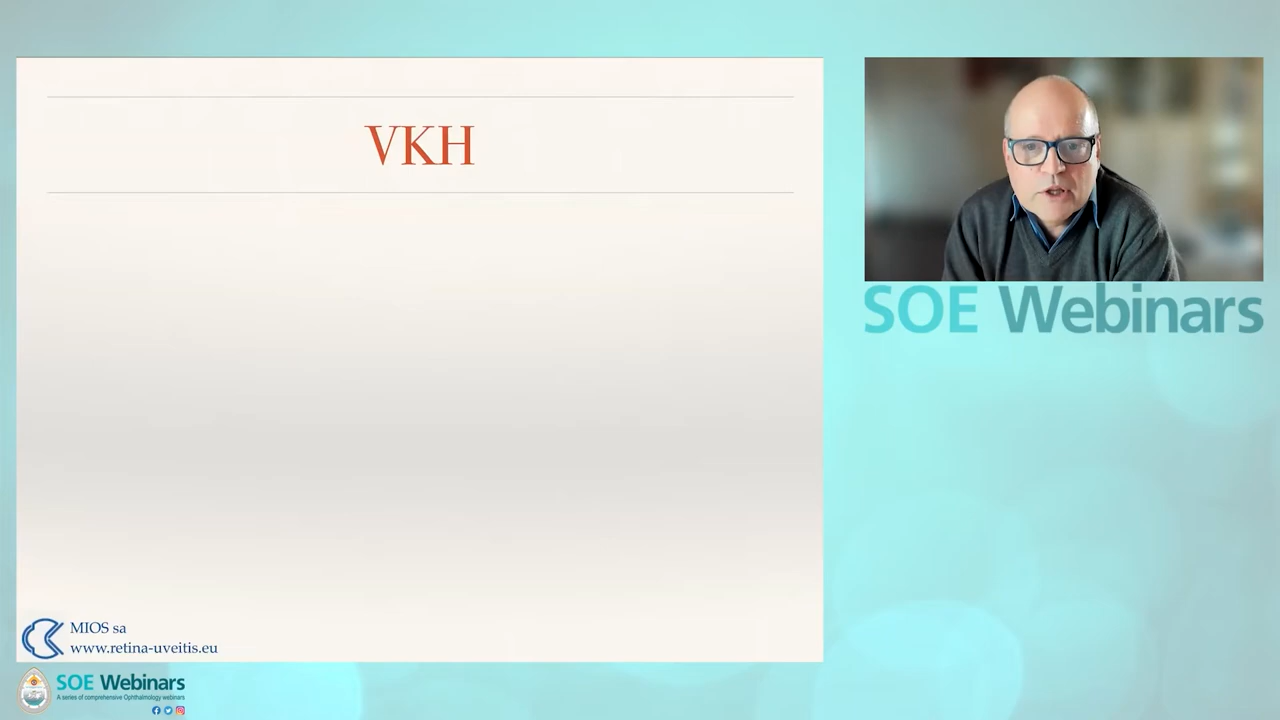 VKH
SOE Webinars
MIOS sa
www.retina-uveitis.eu
SOE Webinars
A series of comprehensive Ophthalmology webinars